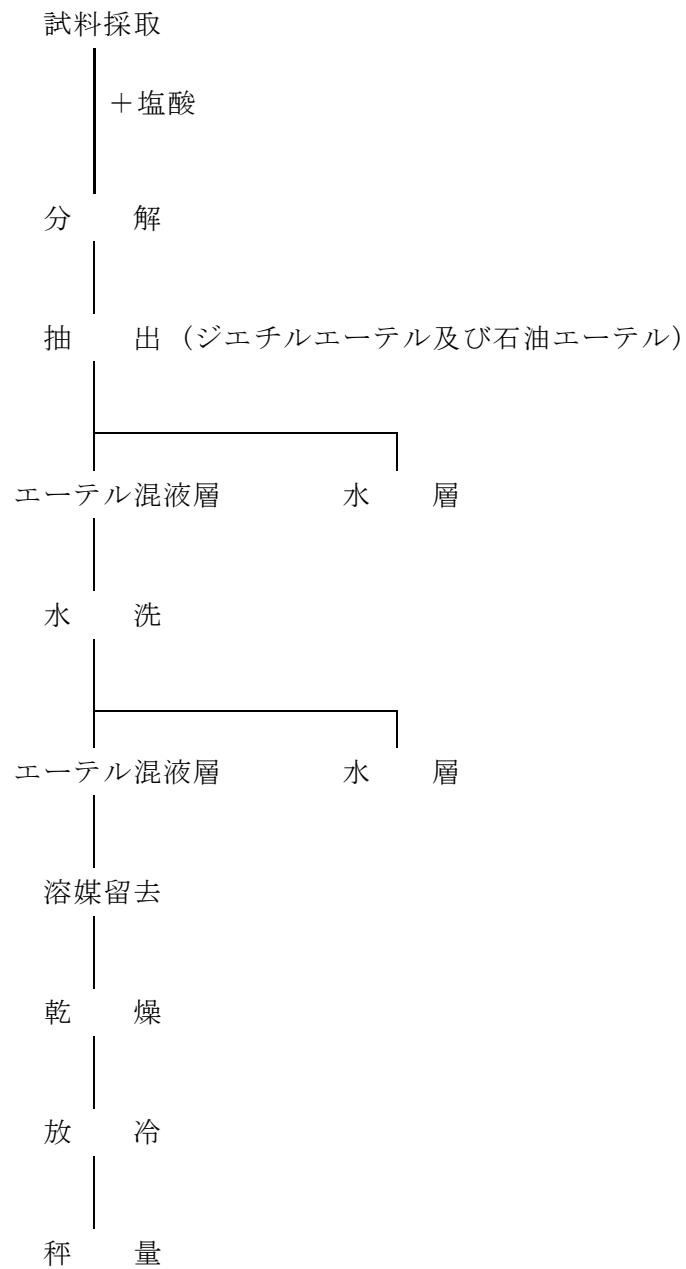 試料採取
＋塩酸
分　　解
抽　　出（ジエチルエーテル及び石油エーテル）
エーテル混液層　　　　水　　層
水　　洗
エーテル混液層　　　　水　　層
溶媒留去
乾　　燥
放　　冷
秤　　量